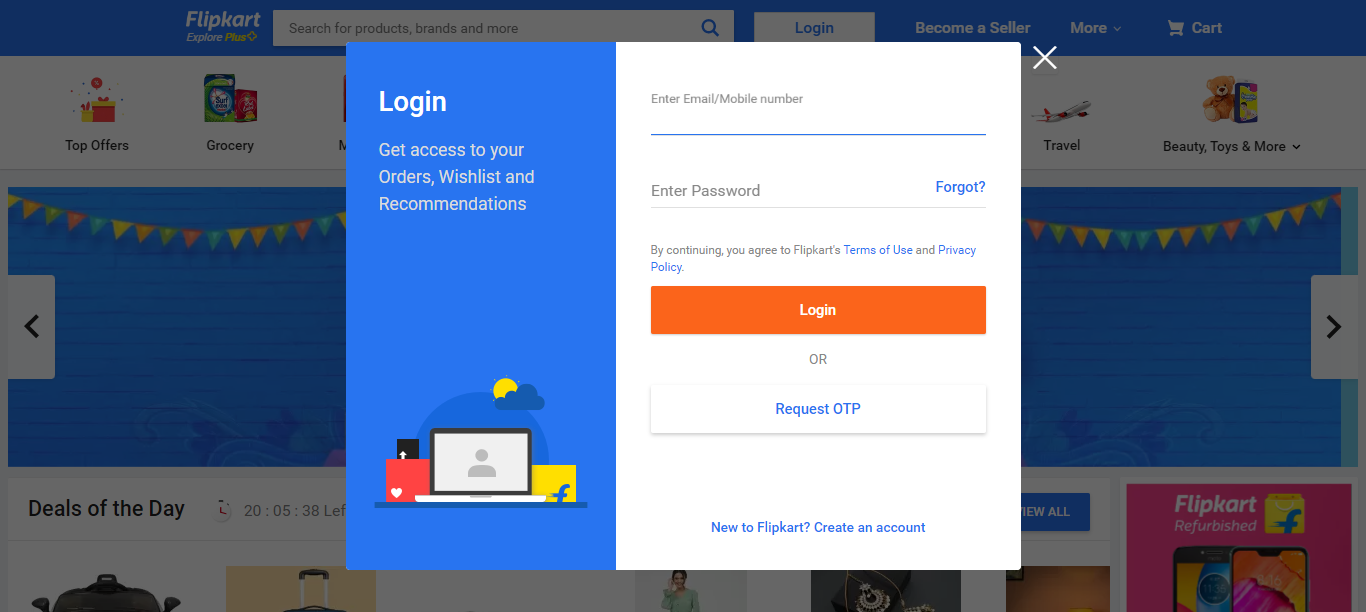 Flipkart
Explore Plus
Search for products, brands and more
Login
Become a Seller
More
Cart
Top Offers
Grocery
Travel
Beauty, Toys & More
Login
Get access to your
Orders, Wishlist and
Recommendations
Enter Email/Mobile number
Enter Password
Forgot?
By continuing, you agree to Flipkart's Terms of Use and Privacy
Policy.
Login
OR
Request OTP
New to Flipkart? Create an account
Deals of the Day
20 : 05 : 38 Lef
VIEW ALL
Flipkart
Refurbished